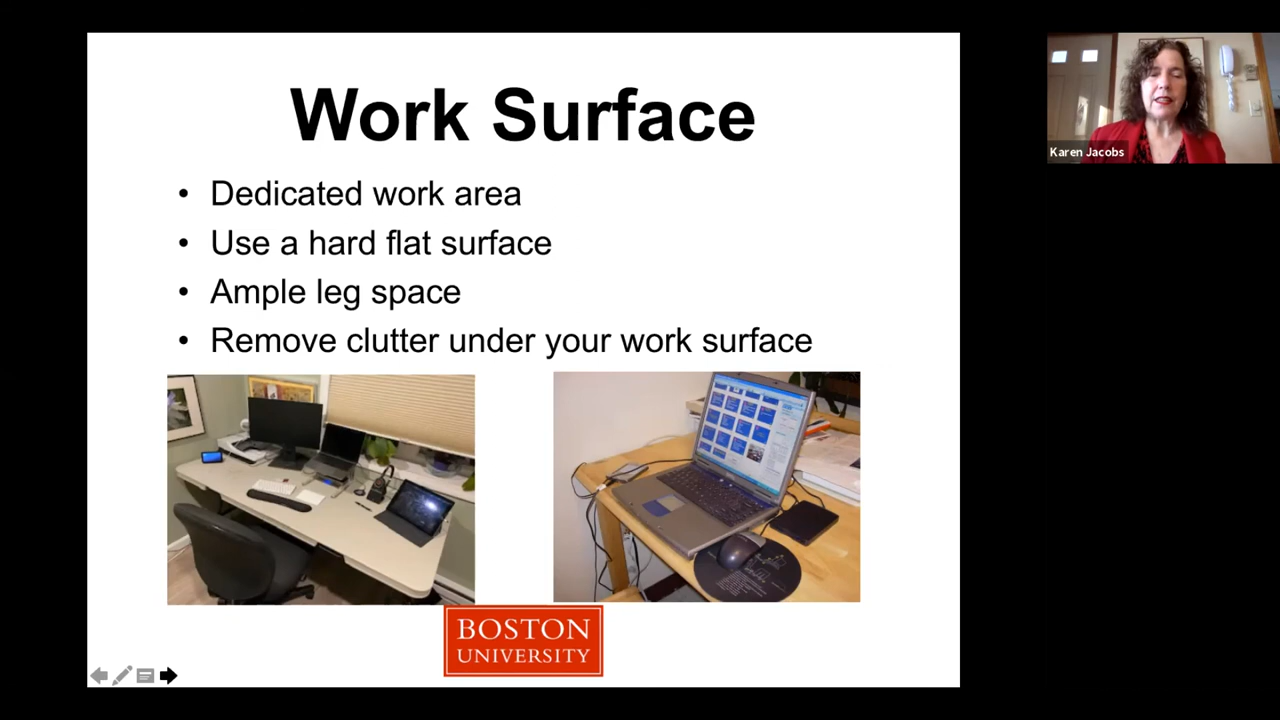 Work Surface
• Dedicated work area
• Use a hard flat surface
• Ample leg space
• Remove clutter under your work surface
BOSTON
UNIVERSITY
Karen Jacobs